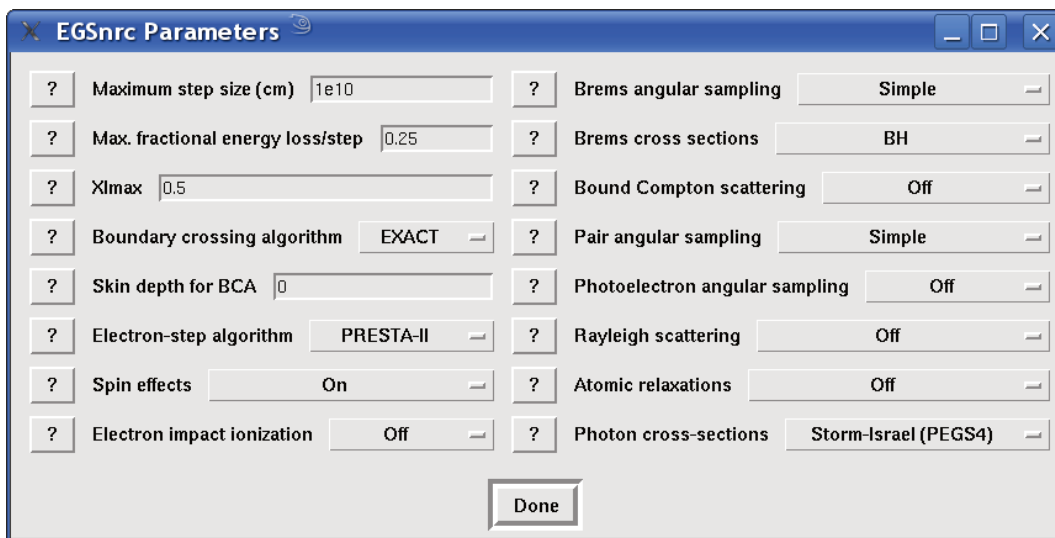 EGSnrc Parameters
? Maximum step size (cm) 1e10 ? Brems angular sampling Simple
? Max. fractional energy loss/step 0.25 ? Brems cross sections BH
? XImax 0.5 ? Bound Compton scattering Off
? Boundary crossing algorithm EXACT ? Pair angular sampling Simple
? Skin depth for BCA 0 ? Photoelectron angular sampling Off
? Electron-step algorithm PRESTA-II ? Rayleigh scattering Off
? Spin effects On ? Atomic relaxations Off
? Electron impact ionization Off ? Photon cross-sections Storm-Israel (PEGS4)
Done